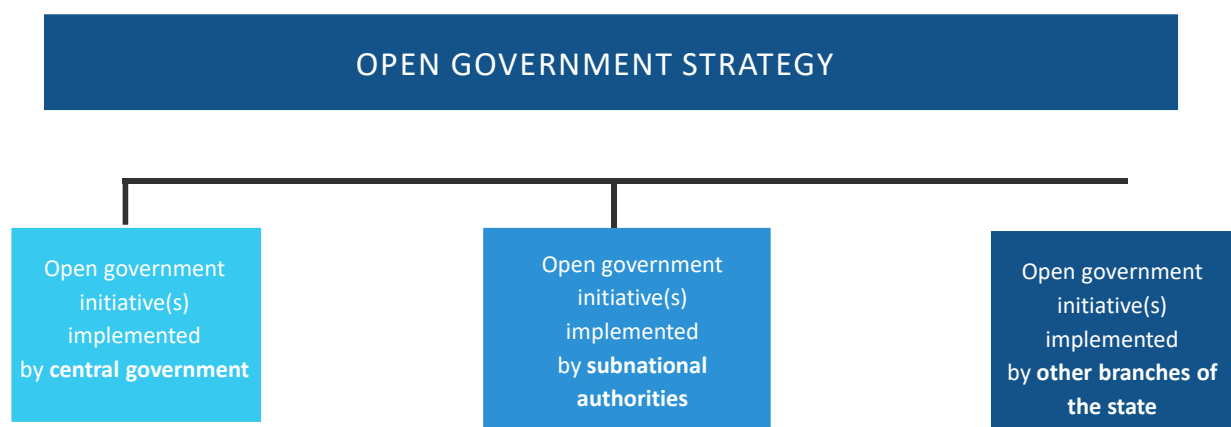 OPEN GOVERNMENT STRATEGY
Open government
initiative(s)
implemented
by central government
Open government
initiative(s)
implemented
by subnational
authorities
Open government
initiative(s)
implemented
by other branches of
the state